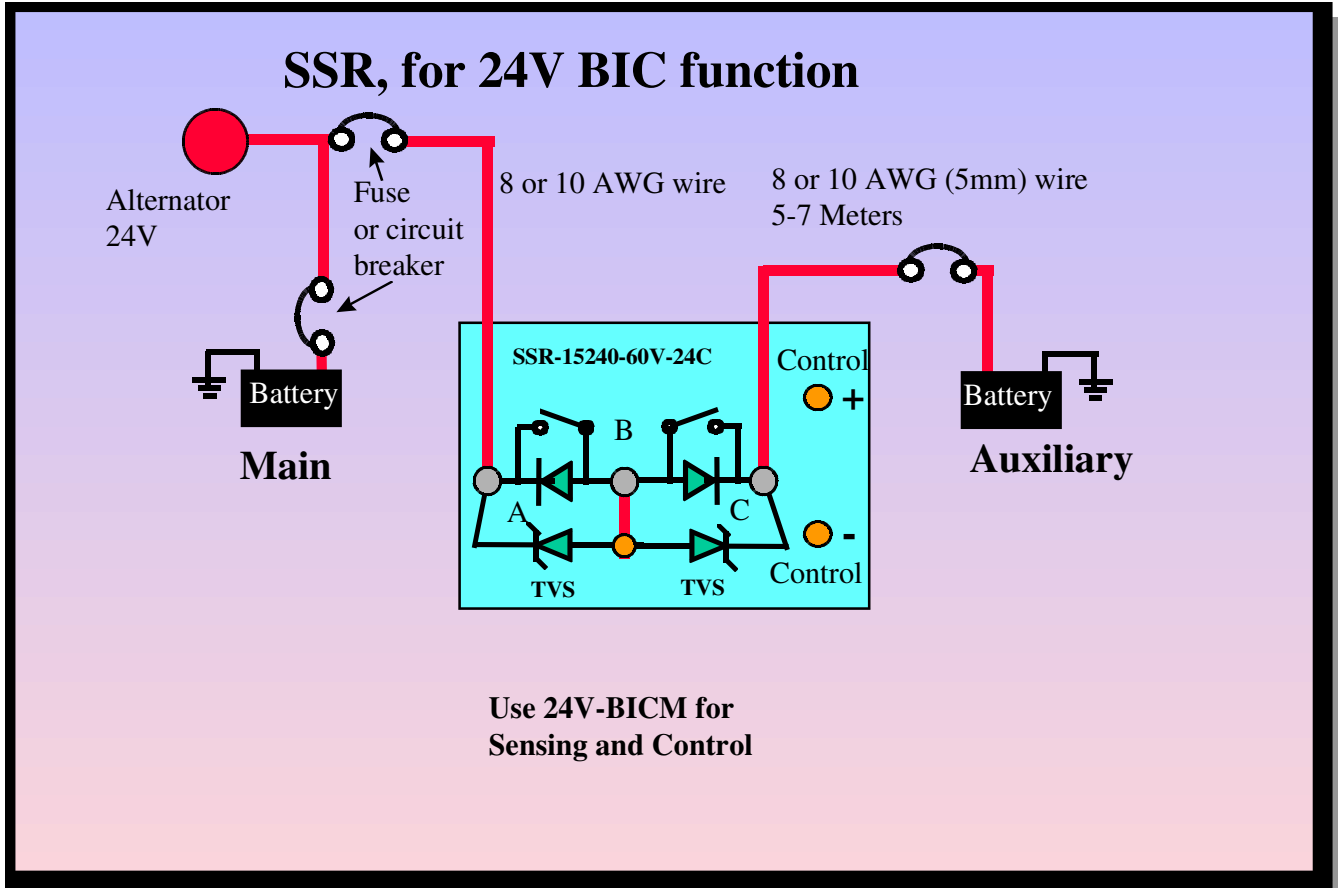 SSR, for 24V BIC function
Alternator
24V
Fuse
or circuit
breaker
8 or 10 AWG wire
8 or 10 AWG (5mm) wire
5-7 Meters
SSR-15240-60V-24C
Control
+
Battery
Main
Battery
Auxiliary
B
A
C
-
Control
TVS
TVS
Use 24V-BICM for
Sensing and Control